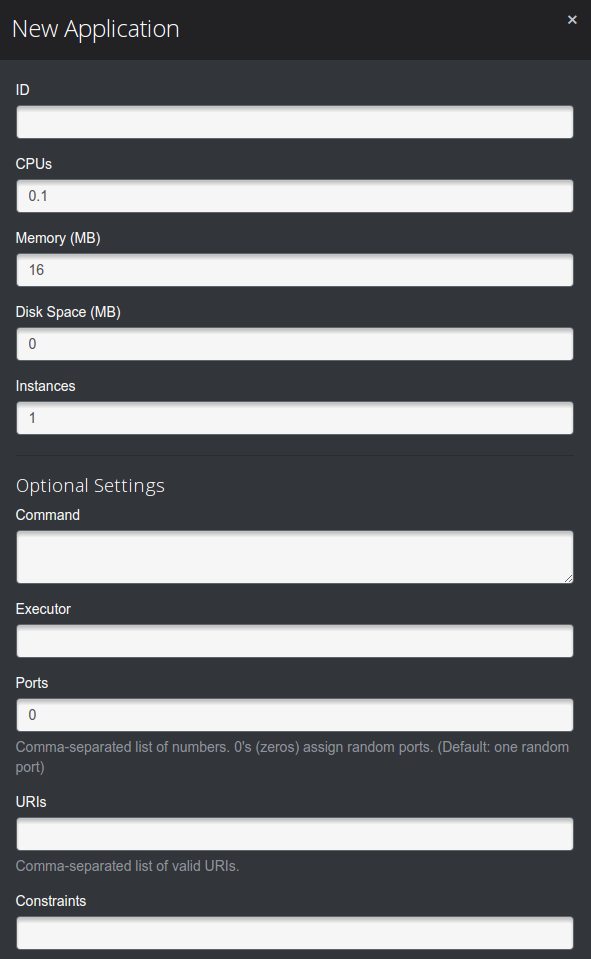 New Application
×
ID
CPUs
0.1
Memory (MB)
16
Disk Space (MB)
0
Instances
1
Optional Settings
Command
Executor
Ports
0
Comma-separated list of numbers. 0's (zeros) assign random ports. (Default: one random
port)
URIs
Comma-separated list of valid URIs.
Constraints